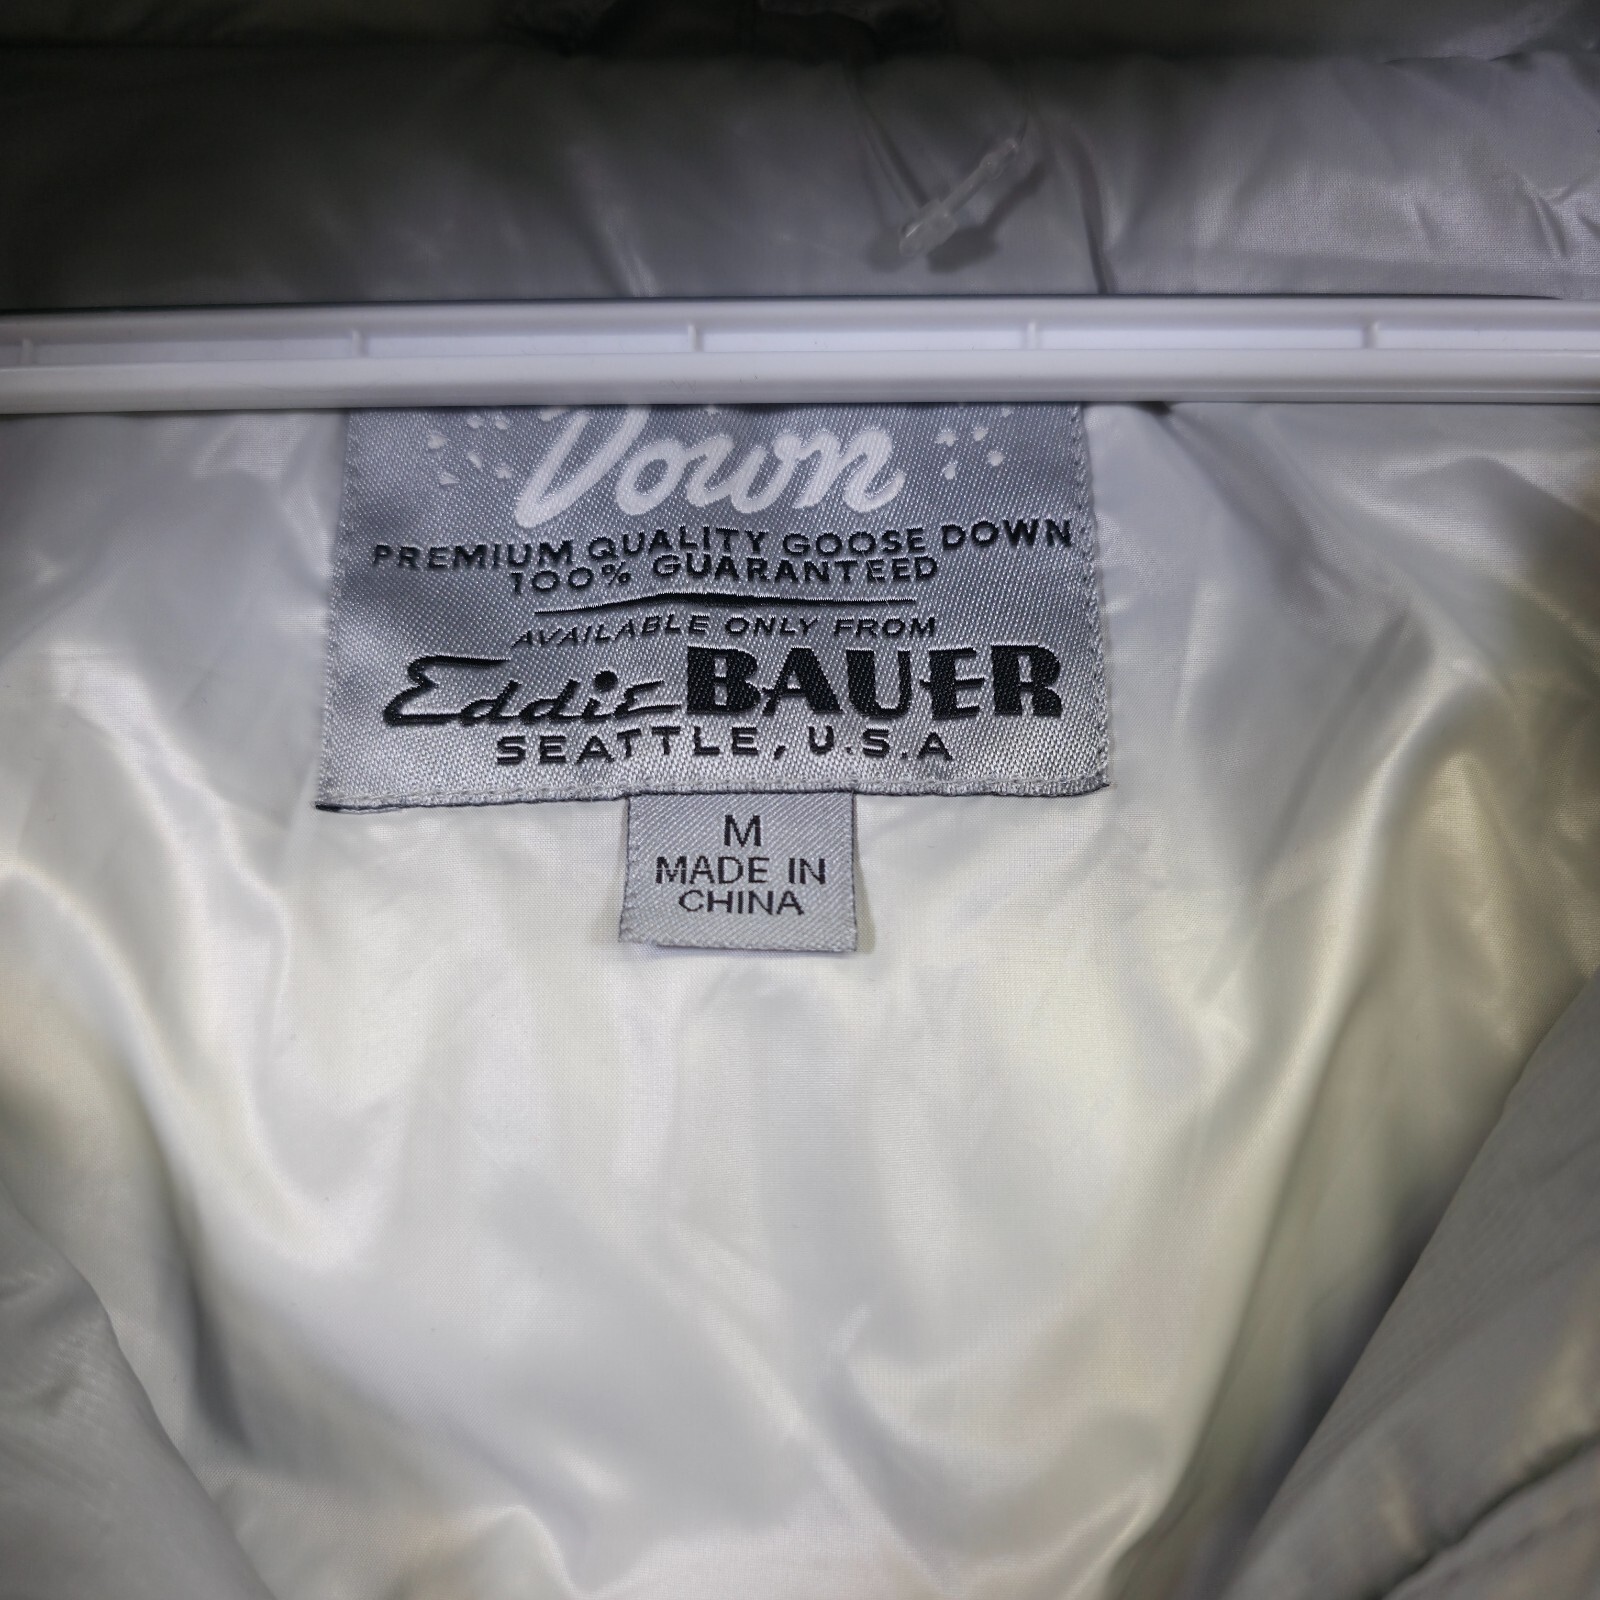 Down
PREMIUM QUALITY GOOSE DOWN
100% GUARANTEED
AVAILABLE ONLY FROM
Eddie BAUER
SEATTLE, U.S.A
M
MADE IN
CHINA